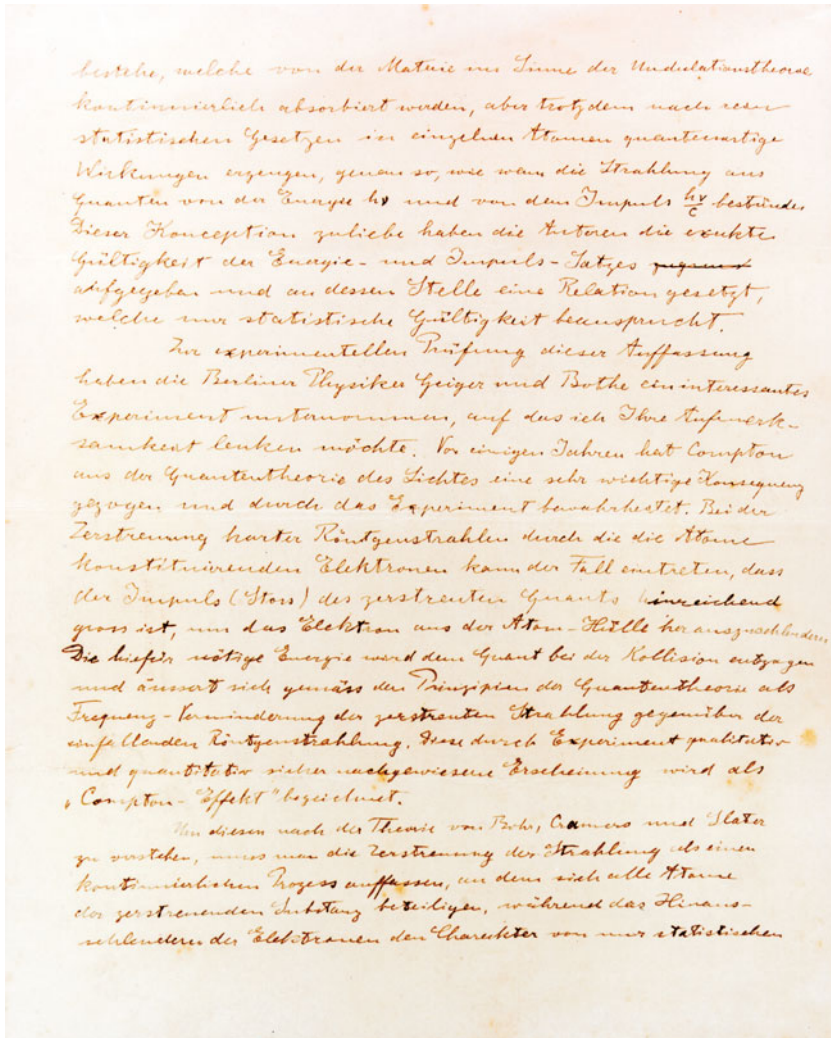 bestehe, welche von der Materie im Sinne der Undulationstheorie
kontinuierlich absorbiert werden, aber trotzdem nach rein
statistischen Gesetzen in einzelnen Atomen quantenartige
Wirkungen erzeugen, genau so, wie wenn die Strahlung aus
Quanten von der Energie hν und von dem Impuls hν/c bestünde.
Dieser Konception zuliebe haben die Autoren die exakte
Gültigkeit des Energie- und Impuls-Satzes
aufgegeben und an dessen Stelle eine Relation gesetzt,
welche nur statistische Gültigkeit beansprucht.
Zur experimentellen Prüfung dieser Auffassung
haben die Berliner Physiker Geiger und Bothe ein interessantes
Experiment unternommen, auf das ich Ihre Aufmerk-
samkeit lenken möchte. Vor einigen Jahren hat Compton
aus der Quantentheorie des Lichtes eine sehr wichtige Konsequenz
gezogen und durch das Experiment bewahrheitet. Bei der
Zerstreuung harter Röntgenstrahlen durch die die Atome
konstituierenden Elektronen kann der Fall eintreten, dass
der Impuls (Stoss) des zerstreuten Quants hinreichend
gross ist, um das Elektron aus der Atom-Hülle herauszuschleudern.
Die hiefür nötige Energie wird dem Quant bei der Kollision entzogen
und äussert sich gemäss den Prinzipien der Quantentheorie als
Frequenz-Verminderung der zerstreuten Strahlung gegenüber der
einfallenden Röntgenstrahlung. Diese durch Experiment qualitativ
und quantitativ sicher nachgewiesene Erscheinung wird als
„Compton-Effekt" bezeichnet.
Um diesen nach der Theorie von Bohr, Cramers und Slater
zu verstehen, muss man die Zerstreuung der Strahlung als einen
kontinuierlichen Prozess auffassen, an dem sich alle Atome
der zerstreuenden Substanz beteiligen, während das Hinaus-
schleudern der Elektronen den Charakter von nur statistischen